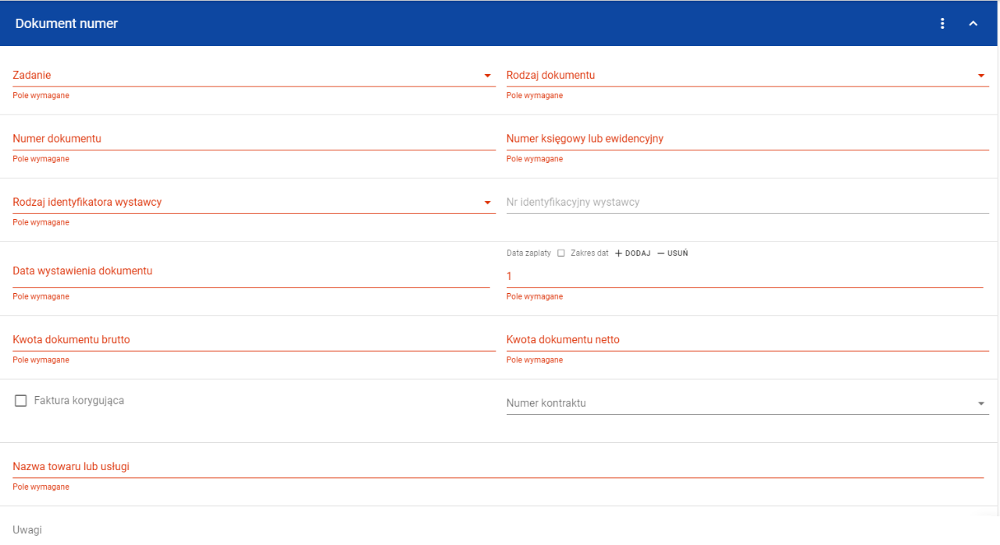 Dokument numer
Zadanie
Rodzaj dokumentu
Pole wymagane
Pole wymagane
Numer dokumentu
Numer księgowy lub ewidencyjny
Pole wymagane
Pole wymagane
Rodzaj identyfikatora wystawcy
Nr identyfikacyjny wystawcy
Pole wymagane
Data zapłaty Zakres dat + DODAJ — USUŃ
Data wystawienia dokumentu
1
Pole wymagane
Pole wymagane
Kwota dokumentu brutto
Kwota dokumentu netto
Pole wymagane
Pole wymagane
Faktura korygująca
Numer kontraktu
Nazwa towaru lub usługi
Pole wymagane
Uwagi